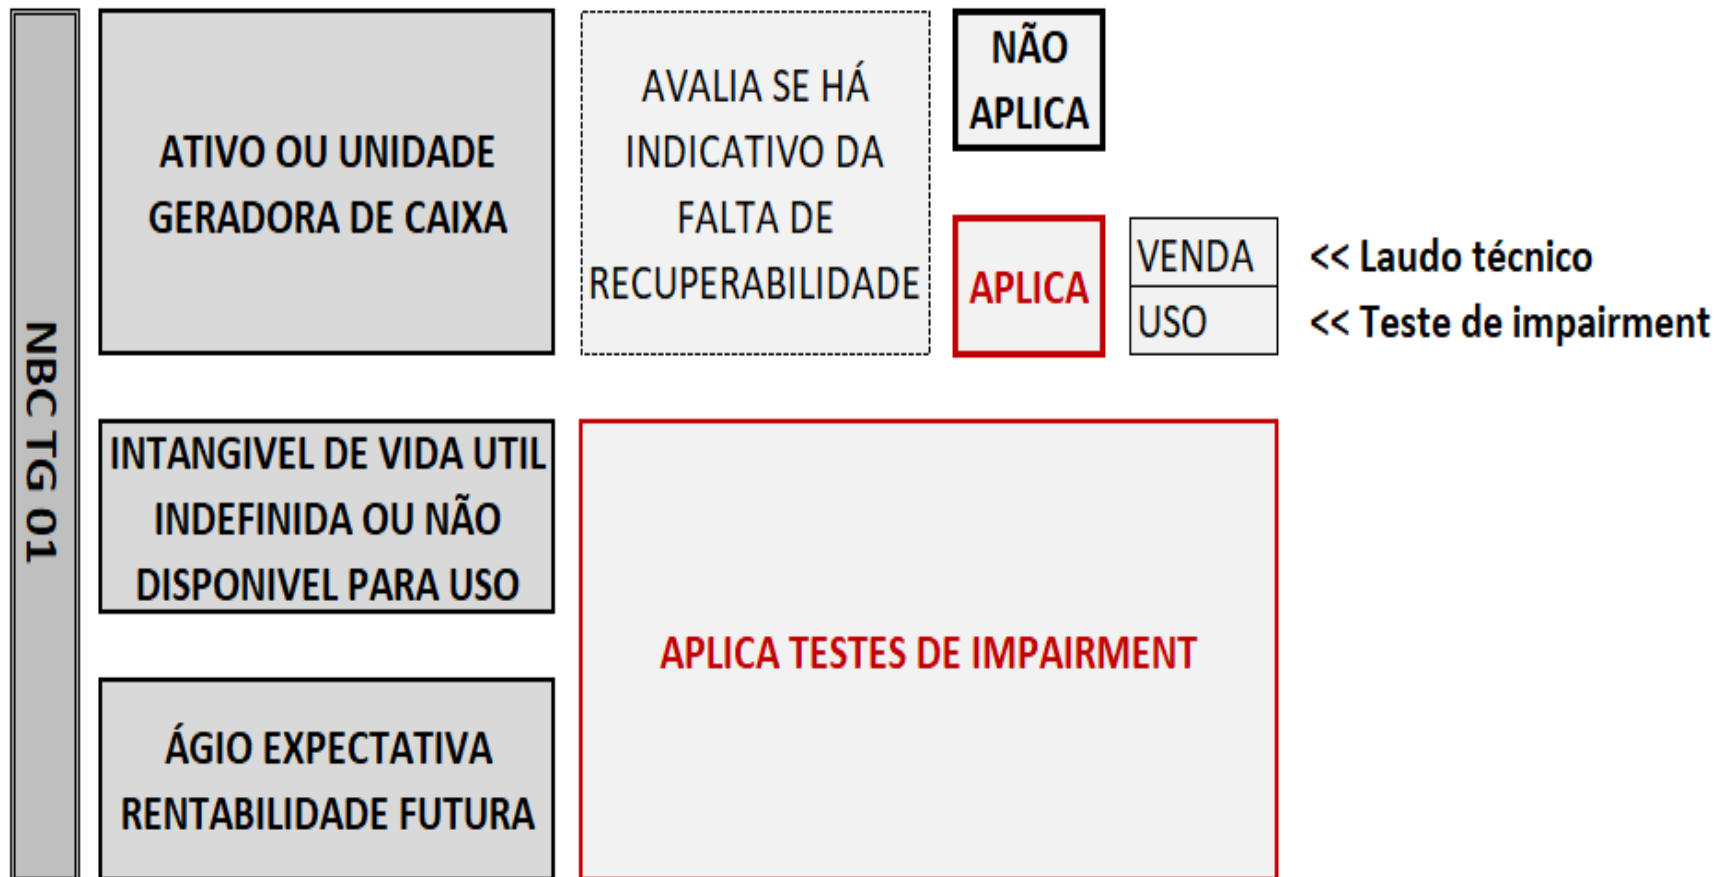 NBC TG 01
ATIVO OU UNIDADE
GERADORA DE CAIXA
AVALIA SE HÁ
INDICATIVO DA
FALTA DE
RECUPERABILIDADE
NÃO
APLICA
APLICA
VENDA
<< Laudo técnico
USO
<< Teste de impairment
INTANGIVEL DE VIDA UTIL
INDEFINIDA OU NÃO
DISPONIVEL PARA USO
APLICA TESTES DE IMPAIRMENT
ÁGIO EXPECTATIVA
RENTABILIDADE FUTURA